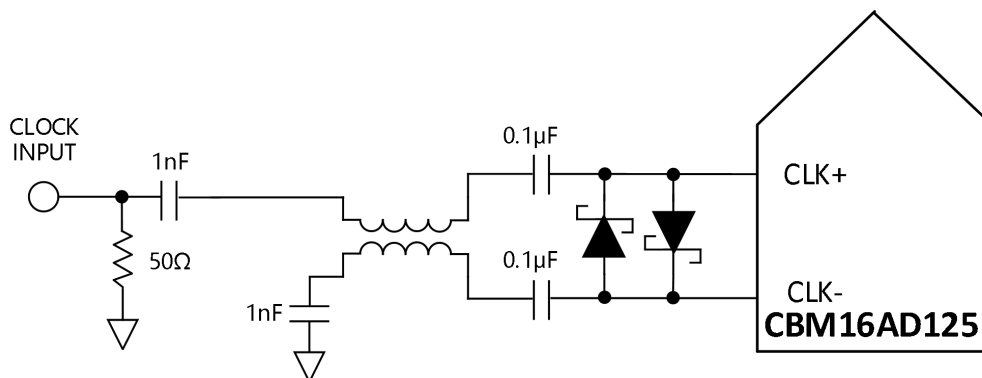 CLOCK
INPUT
1nF
50Ω
1nF
0.1µF
0.1µF
CLK+
CLK-
CBM16AD125